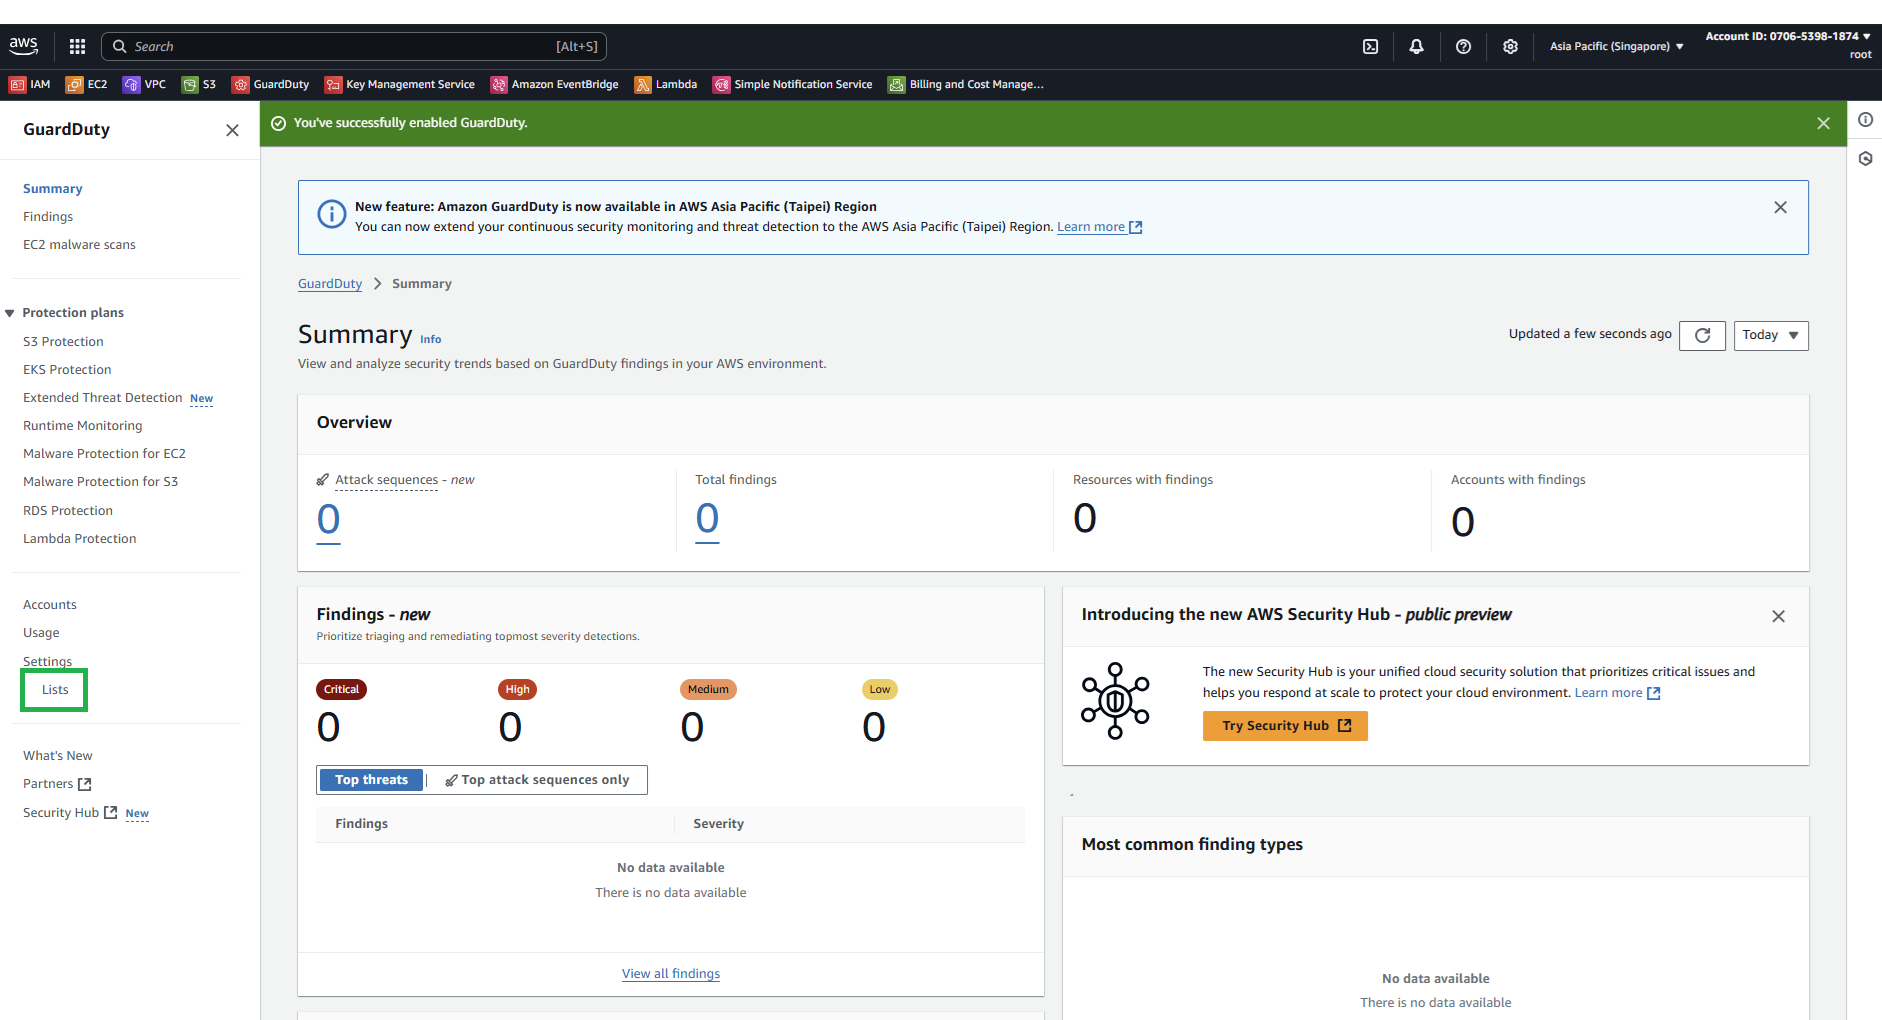 aws
Search
[Alt+S]
Asia Pacific (Singapore)
Account ID: 0706-5398-1874
root
IAM
EC2
VPC
S3
GuardDuty
Key Management Service
Amazon EventBridge
Lambda
Simple Notification Service
Billing and Cost Manage...
GuardDuty
Summary
Findings
EC2 malware scans
Protection plans
S3 Protection
EKS Protection
Extended Threat Detection New
Runtime Monitoring
Malware Protection for EC2
Malware Protection for S3
RDS Protection
Lambda Protection
Accounts
Usage
Settings
Lists
What's New
Partners
Security Hub New
You've successfully enabled GuardDuty.
New feature: Amazon GuardDuty is now available in AWS Asia Pacific (Taipei) Region
You can now extend your continuous security monitoring and threat detection to the AWS Asia Pacific (Taipei) Region. Learn more
GuardDuty
Summary
Summary Info
View and analyze security trends based on GuardDuty findings in your AWS environment.
Updated a few seconds ago
Today
Overview
Attack sequences - new
0
Total findings
0
Resources with findings
0
Accounts with findings
0
Findings - new
Prioritize triaging and remediating topmost severity detections.
Critical
0
High
0
Medium
0
Low
0
Top threats
Top attack sequences only
Findings
Severity
No data available
There is no data available
View all findings
Introducing the new AWS Security Hub - public preview
The new Security Hub is your unified cloud security solution that prioritizes critical issues and
helps you respond at scale to protect your cloud environment. Learn more
Try Security Hub
Most common finding types
No data available
There is no data available